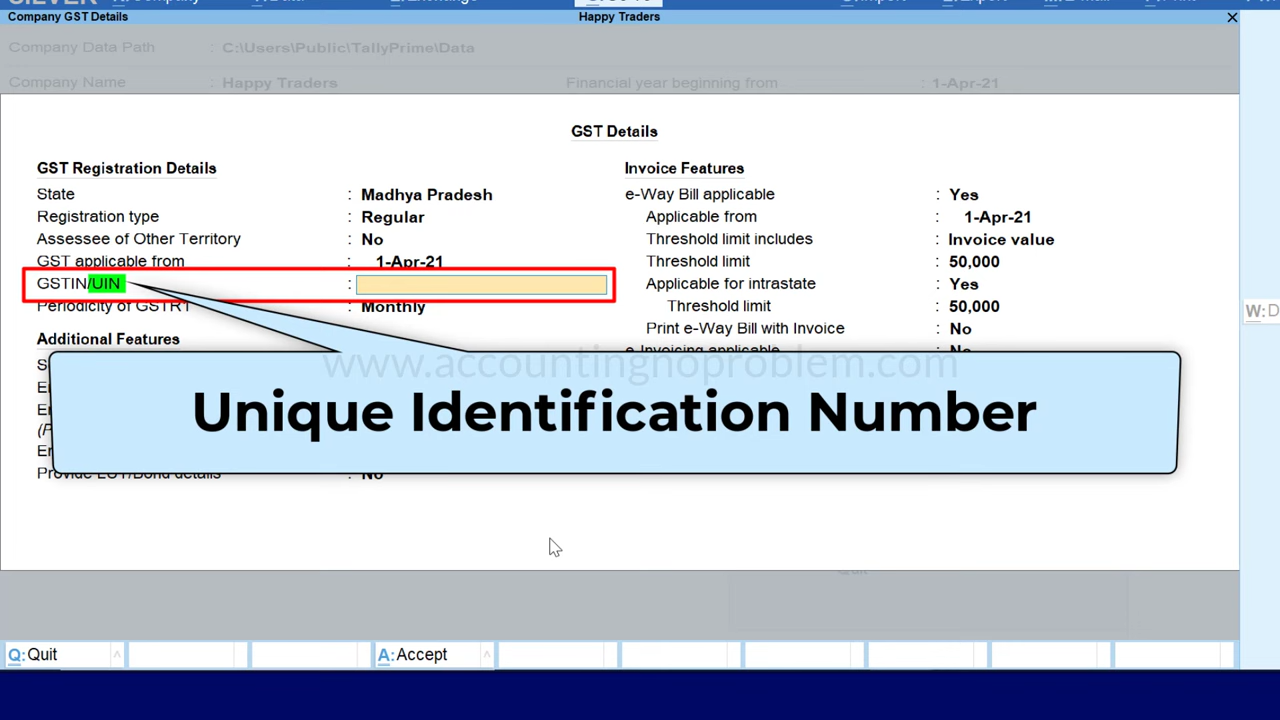 Company GST Details
Happy Traders
Company Data Path : C:\Users\Public\TallyPrime\Data
Company Name : Happy Traders
Financial year beginning from : 1-Apr-21
GST Details
GST Registration Details
State : Madhya Pradesh
Registration type : Regular
Assessee of Other Territory : No
GST applicable from : 1-Apr-21
GSTIN/UIN :
Periodicity of GSTR1 Monthly
Additional Features
Invoice Features
e-Way Bill applicable : Yes
Applicable from : 1-Apr-21
Threshold limit includes : Invoice value
Threshold limit : 50,000
Applicable for intrastate : Yes
Threshold limit : 50,000
Print e-Way Bill with Invoice : No
e-Invoicing applicable : No
www.accountingnoproblem.com
Unique Identification Number
Provide LUT/Bond details : No
Quit
Q:Quit
A:Accept